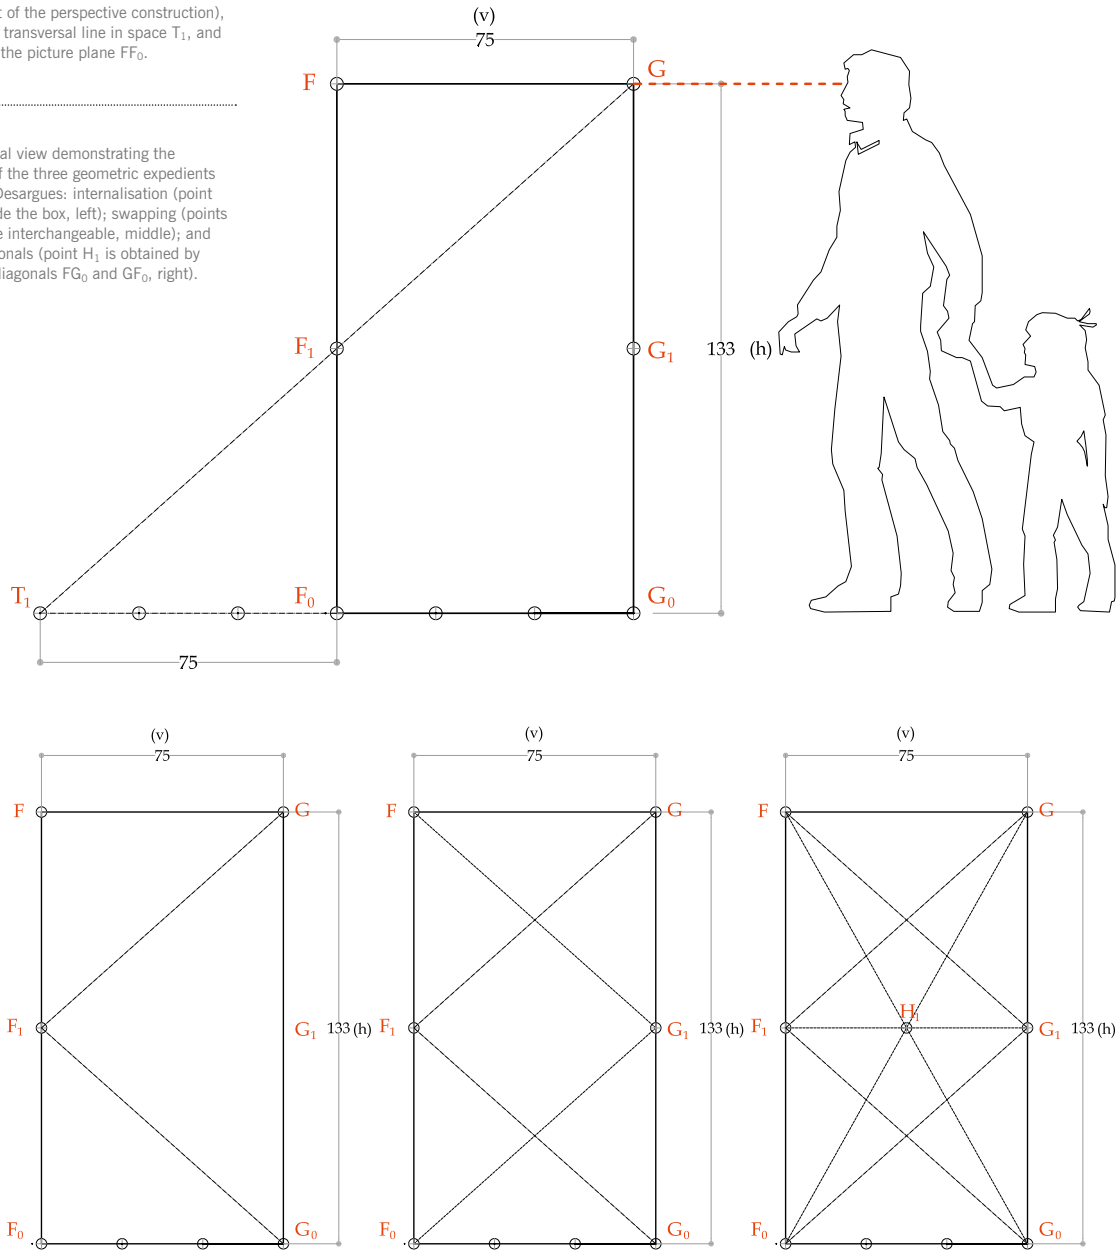 t of the perspective construction),
transversal line in space T₁, and
the picture plane FF₀.
al view demonstrating the
f the three geometric expedients
Desargues: internalisation (point
de the box, left); swapping (points
e interchangeable, middle); and
onals (point H₁ is obtained by
diagonals FG₀ and GF₀, right).
(v)
75
F
G
F₁
G₁
133 (h)
T₁
F₀
G₀
75
(v)
75
F
G
F₁
G₁
133 (h)
F₀
G₀
(v)
75
F
G
F₁
G₁
133 (h)
F₀
G₀
(v)
75
F
G
H₁
F₁
G₁
133 (h)
F₀
G₀